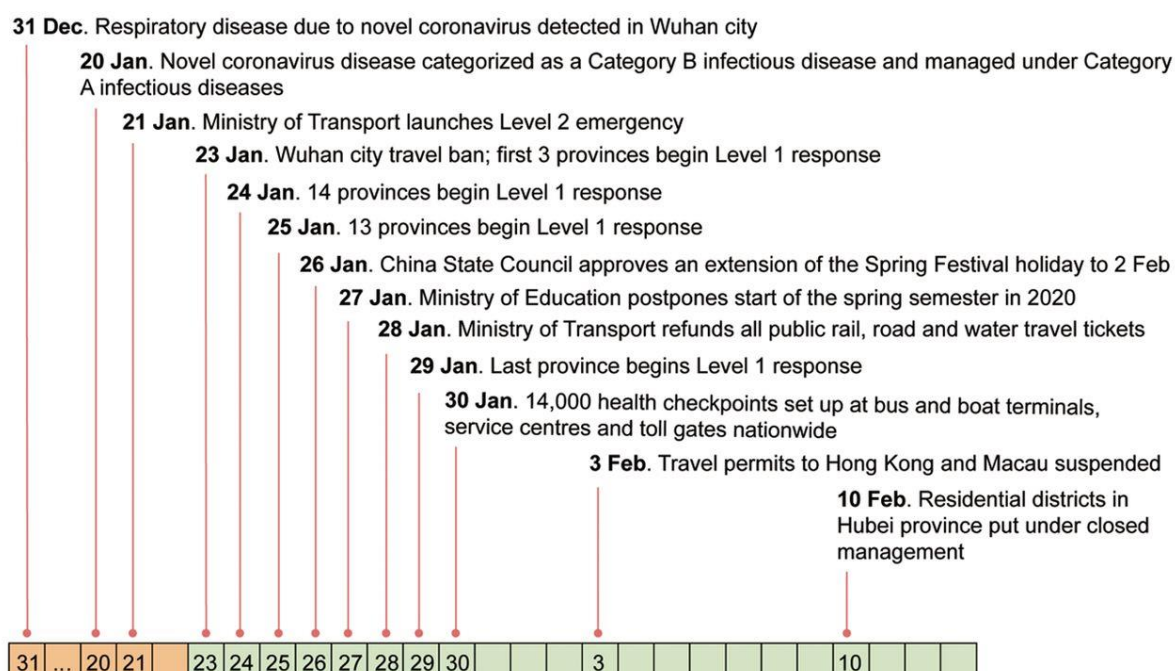 31 Dec. Respiratory disease due to novel coronavirus detected in Wuhan city
20 Jan. Novel coronavirus disease categorized as a Category B infectious disease and managed under Category
A infectious diseases
21 Jan. Ministry of Transport launches Level 2 emergency
23 Jan. Wuhan city travel ban; first 3 provinces begin Level 1 response
24 Jan. 14 provinces begin Level 1 response
25 Jan. 13 provinces begin Level 1 response
26 Jan. China State Council approves an extension of the Spring Festival holiday to 2 Feb
27 Jan. Ministry of Education postpones start of the spring semester in 2020
28 Jan. Ministry of Transport refunds all public rail, road and water travel tickets
29 Jan. Last province begins Level 1 response
30 Jan. 14,000 health checkpoints set up at bus and boat terminals,
service centres and toll gates nationwide
3 Feb. Travel permits to Hong Kong and Macau suspended
10 Feb. Residential districts in
Hubei province put under closed
management
31 ... 20 21 23 24 25 26 27 28 29 30 3 10